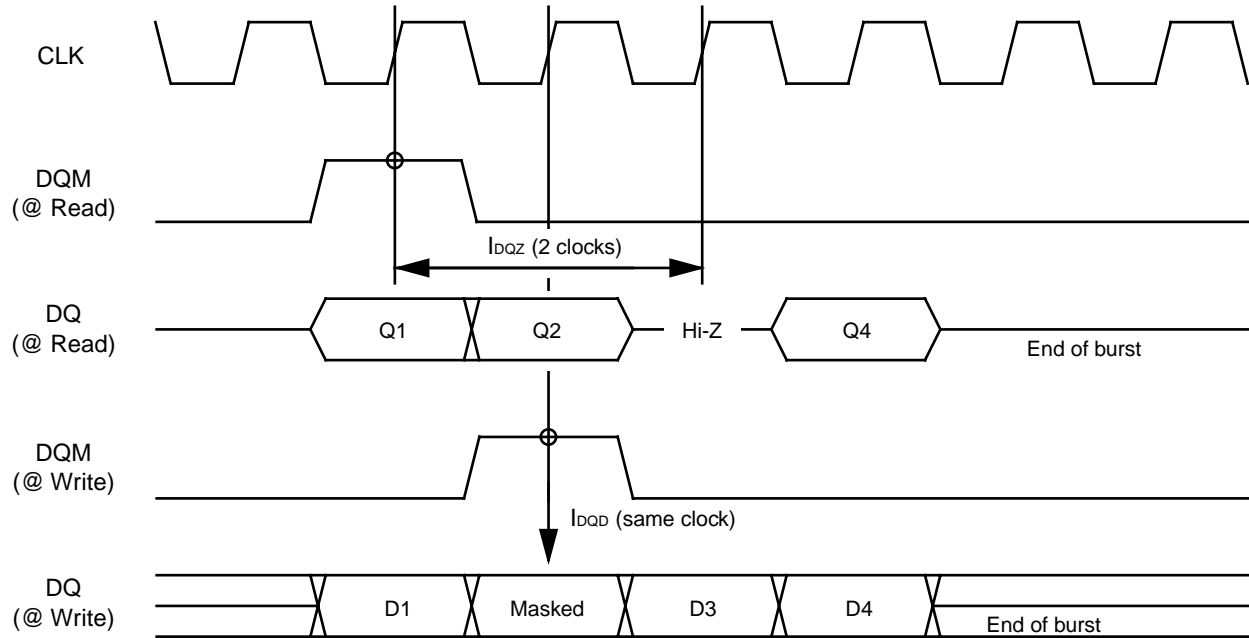 CLK
DQM
(@ Read)
IDQZ (2 clocks)
DQ
(@ Read)
Q1
Q2
Hi-Z
Q4
End of burst
DQM
(@ Write)
IDQD (same clock)
DQ
(@ Write)
D1
Masked
D3
D4
End of burst